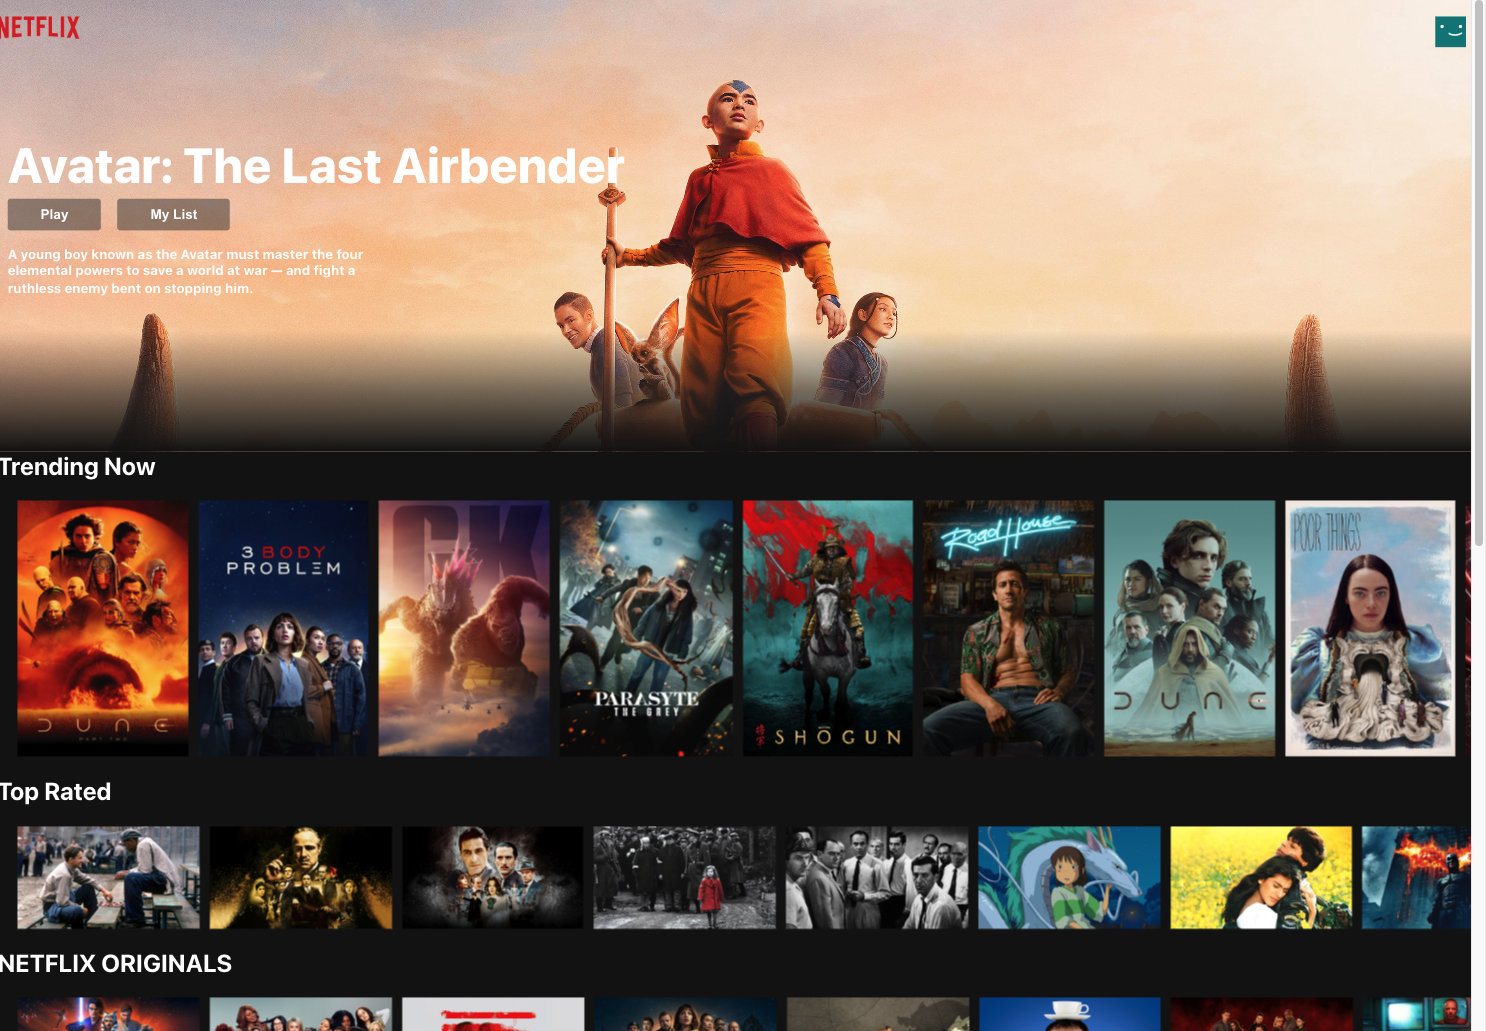 NETFLIX
Avatar: The Last Airbender
Play
My List
A young boy known as the Avatar must master the four
elemental powers to save a world at war — and fight a
ruthless enemy bent on stopping him.
Trending Now
DUNE
PART TWO
3 BODY
PROBLEM
GK
PARASYTE
THE GREY
SHŌGUN
Road House
DUNE
POOR THINGS
Top Rated
NETFLIX ORIGINALS